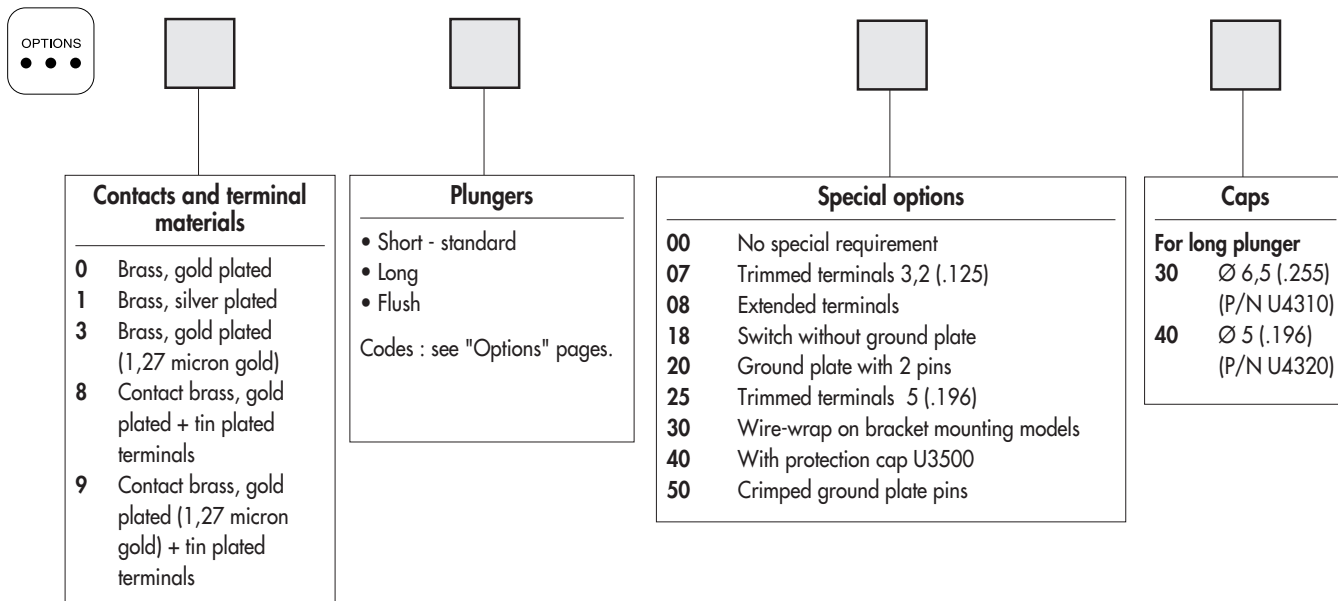 OPTIONS
Contacts and terminal
materials
0 Brass, gold plated
1 Brass, silver plated
3 Brass, gold plated
(1,27 micron gold)
8 Contact brass, gold
plated + tin plated
terminals
9 Contact brass, gold
plated (1,27 micron
gold) + tin plated
terminals
Plungers
• Short - standard
• Long
• Flush
Codes : see "Options" pages.
Special options
00 No special requirement
07 Trimmed terminals 3,2 (.125)
08 Extended terminals
18 Switch without ground plate
20 Ground plate with 2 pins
25 Trimmed terminals 5 (.196)
30 Wire-wrap on bracket mounting models
40 With protection cap U3500
50 Crimped ground plate pins
Caps
For long plunger
30 Ø 6,5 (.255)
(P/N U4310)
40 Ø 5 (.196)
(P/N U4320)